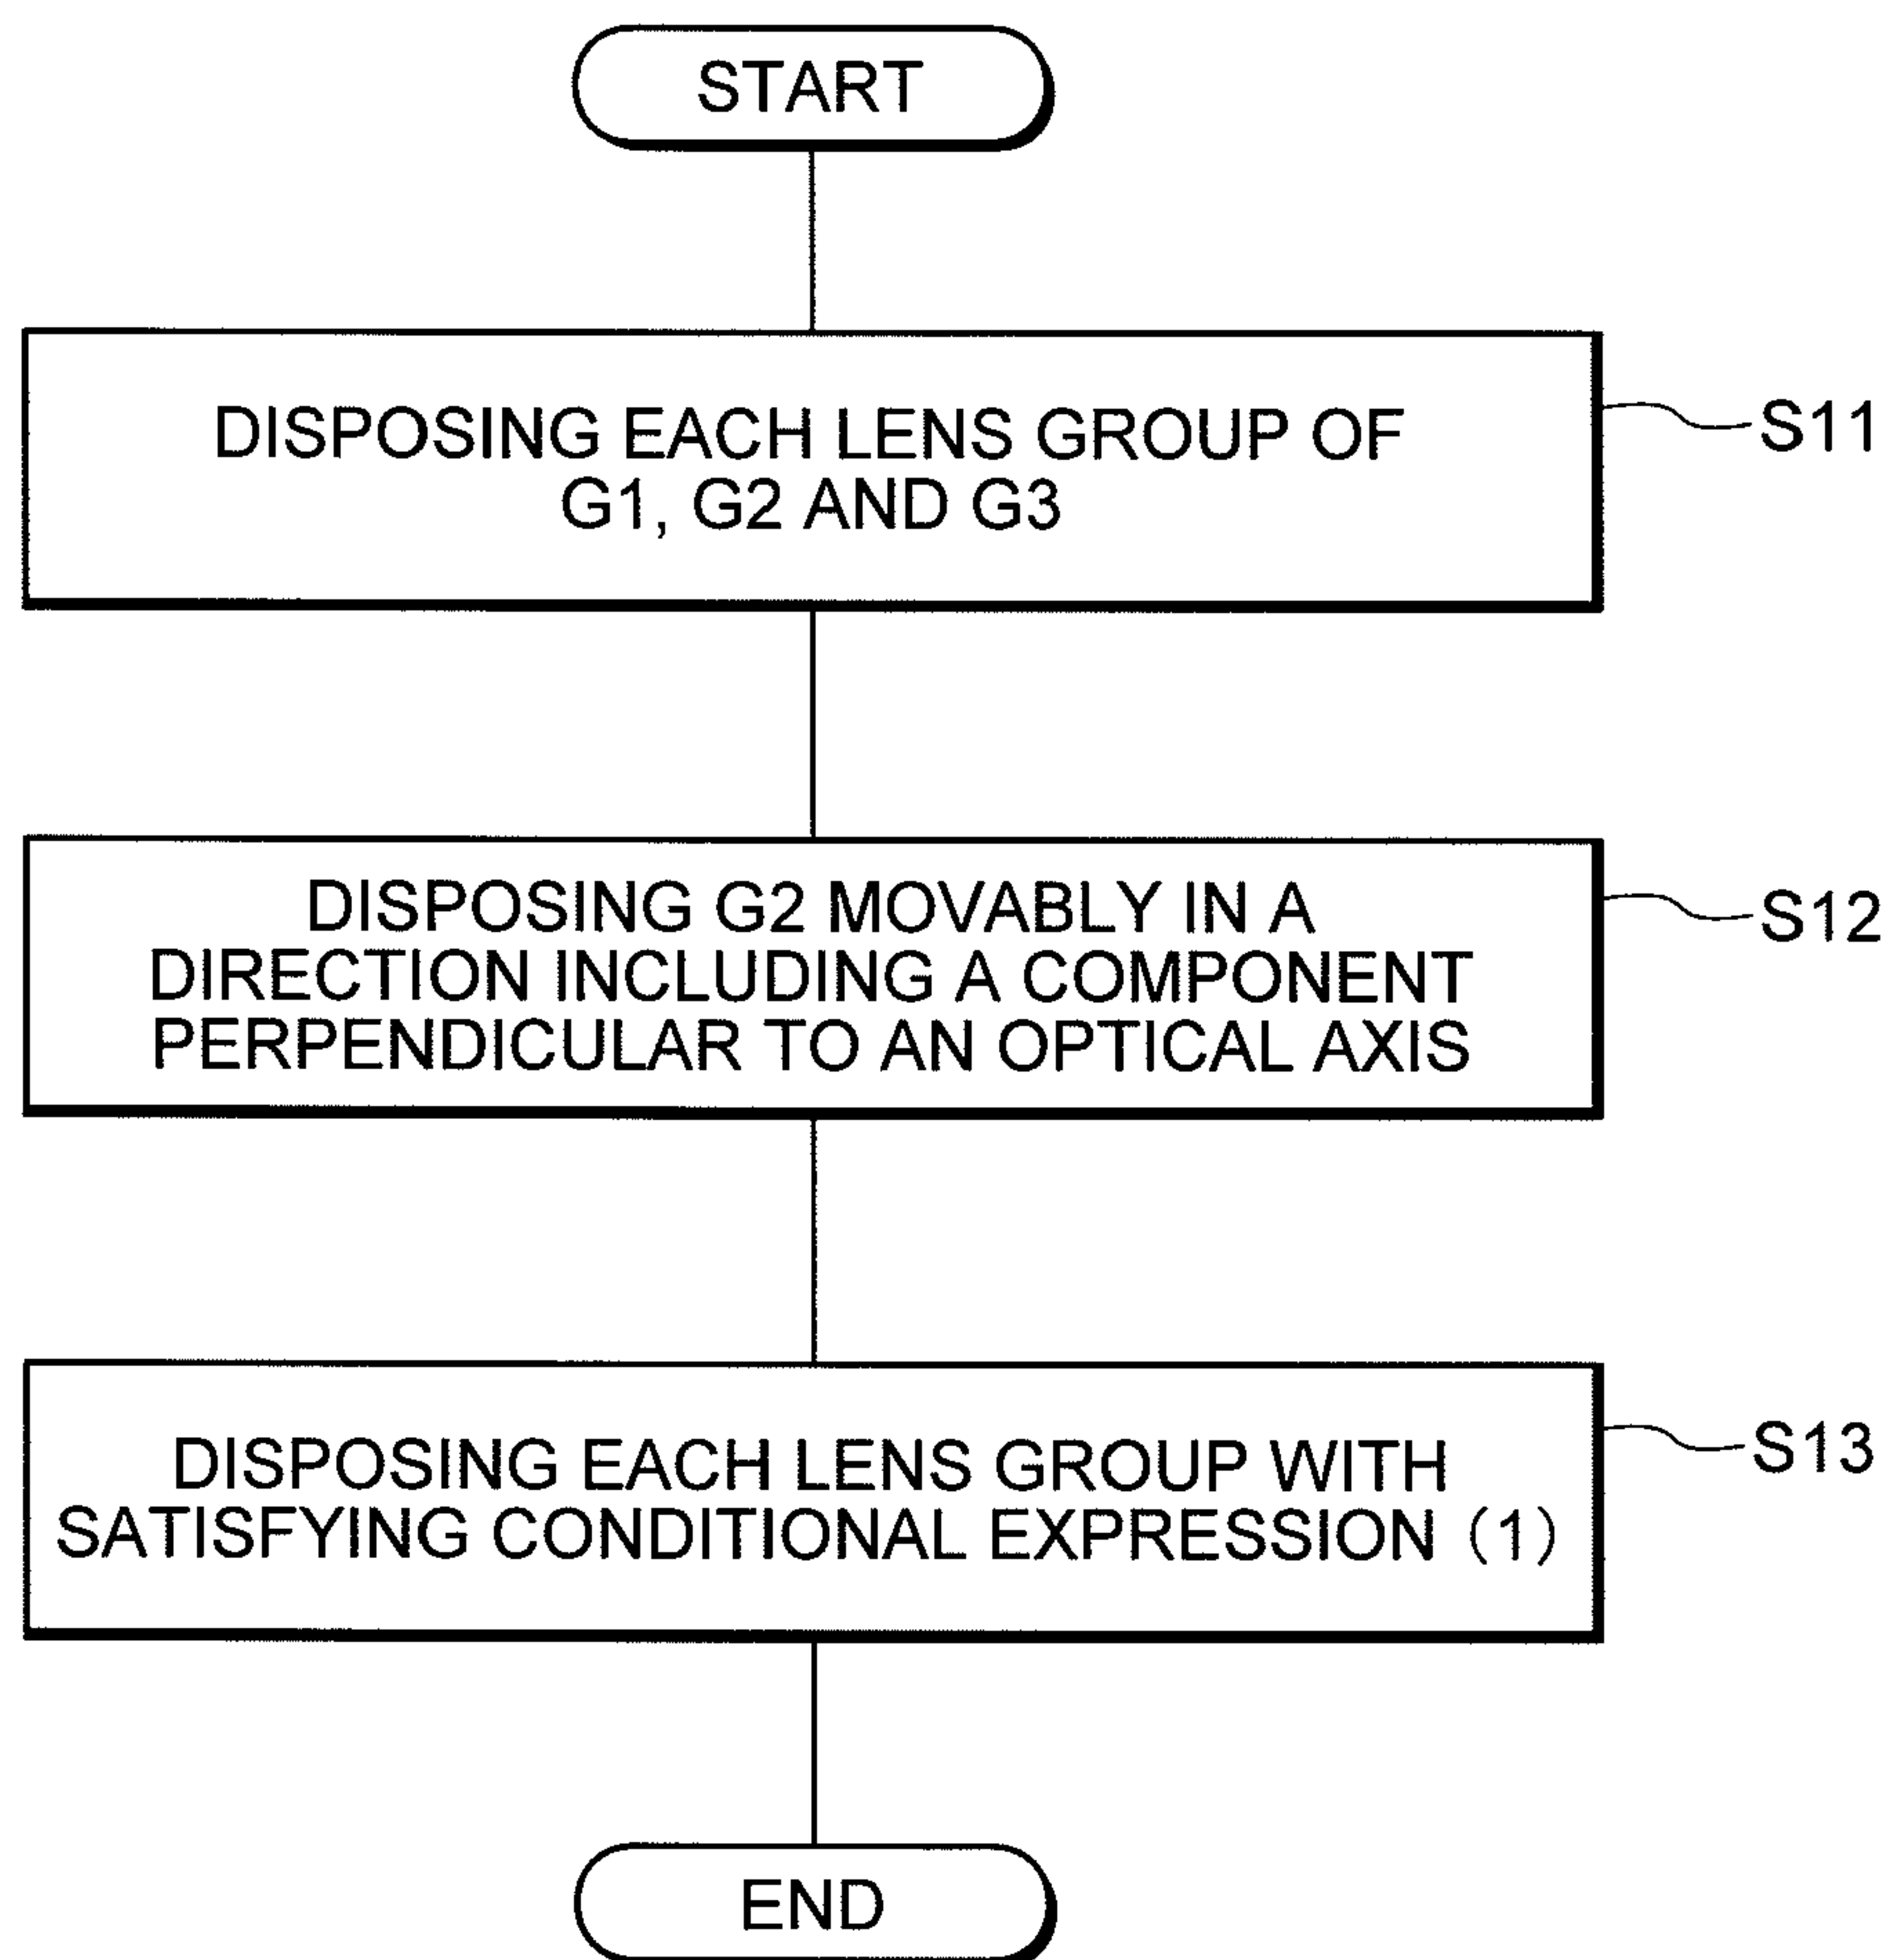 START
DISPOSING EACH LENS GROUP OF
G1, G2 AND G3
S11
DISPOSING G2 MOVABLY IN A
DIRECTION INCLUDING A COMPONENT
PERPENDICULAR TO AN OPTICAL AXIS
S12
DISPOSING EACH LENS GROUP WITH
SATISFYING CONDITIONAL EXPRESSION (1)
S13
END